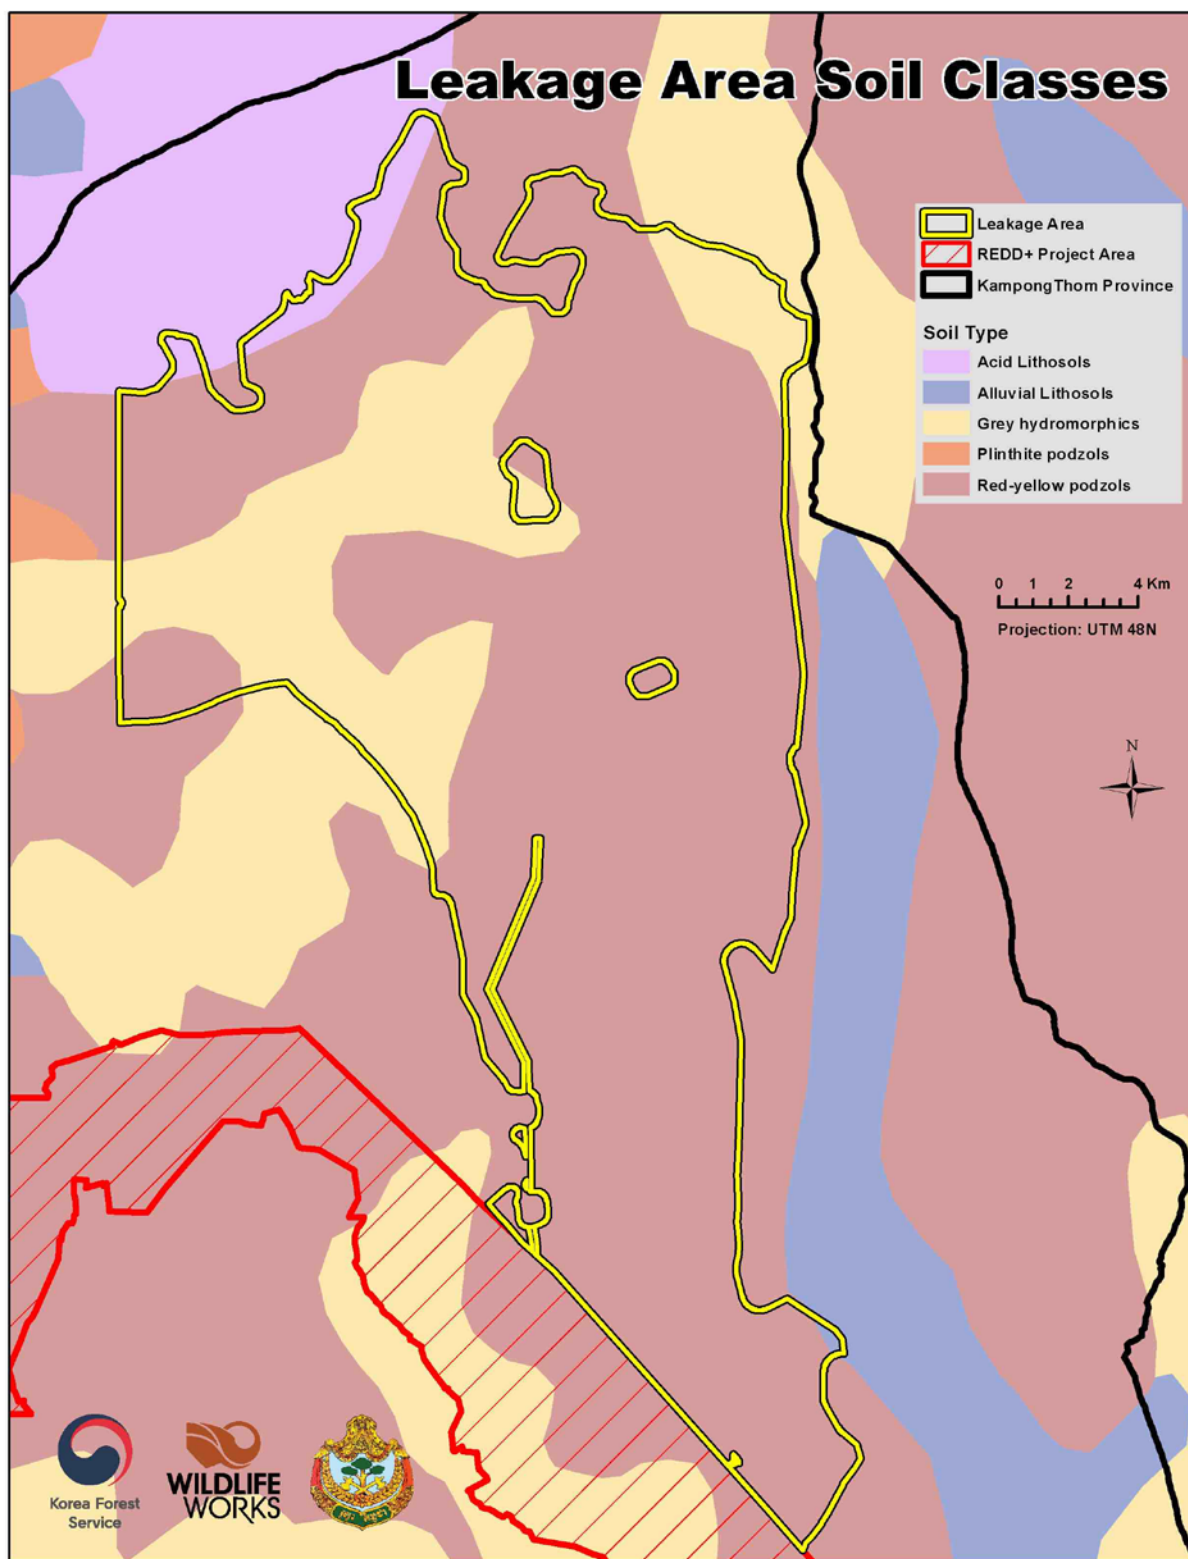 Leakage Area Soil Classes
Leakage Area
REDD+ Project Area
KampongThom Province
Soil Type
Acid Lithosols
Alluvial Lithosols
Grey hydromorphics
Plinthite podzols
Red-yellow podzols
0 1 2 4 Km
Projection: UTM 48N
N
Korea Forest
Service
WILDLIFE
WORKS